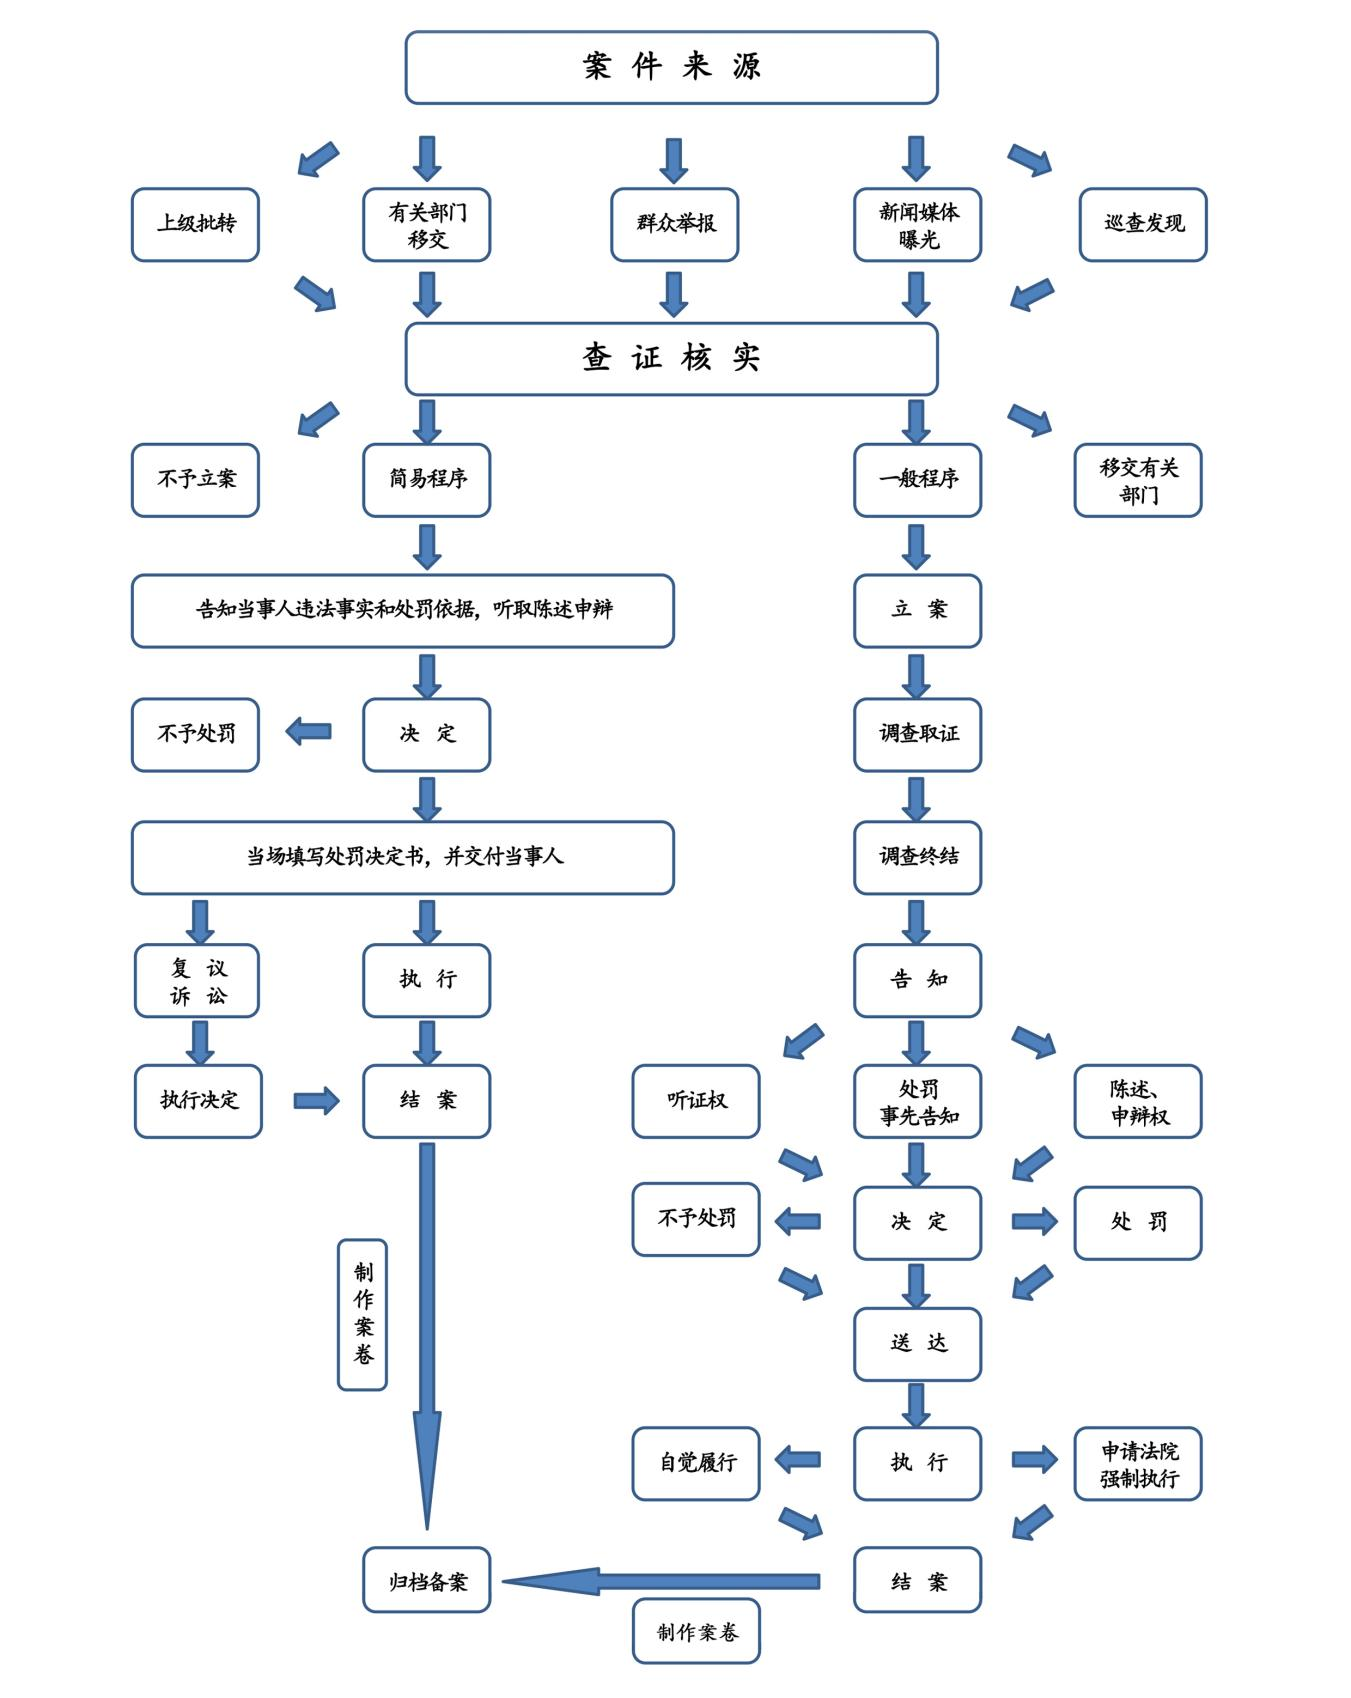 案 件 来 源
上级批转
有关部门
移交
群众举报
新闻媒体
曝光
巡查发现
查 证 核 实
不予立案
简易程序
一般程序
移交有关
部门
告知当事人违法事实和处罚依据，听取陈述申辩
立 案
不予处罚
决 定
调查取证
当场填写处罚决定书，并交付当事人
调查终结
复 议
诉 讼
执 行
告 知
执行决定
结 案
听证权
处罚
事先告知
陈述、
申辩权
不予处罚
决 定
处 罚
制
作
案
卷
送 达
自觉履行
执 行
申请法院
强制执行
归档备案
结 案
制作案卷